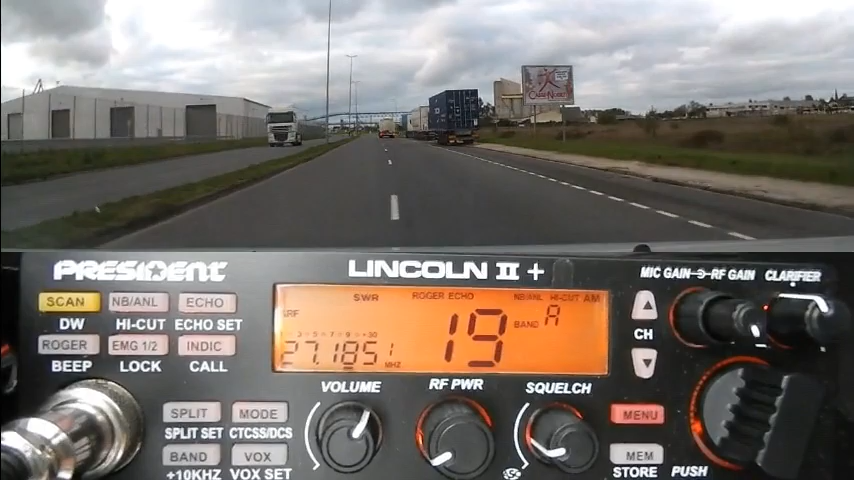 PRESIDENT
LINCOLN II +
MIC GAIN RF GAIN CLARIFIER
SCAN NB/ANL ECHO
DW HI-CUT ECHO SET
ROGER EMG 1/2 INDIC
BEEP LOCK CALL
SWR ROGER ECHO NB/ANL HI-CUT AM
19 BAND A
27.1851 MHZ
CH
VOLUME RF PWR SQUELCH
SPLIT MODE
SPLIT SET CTCSS/DCS
BAND VOX
+10KHZ VOX SET
MENU
MEM
STORE PUSH